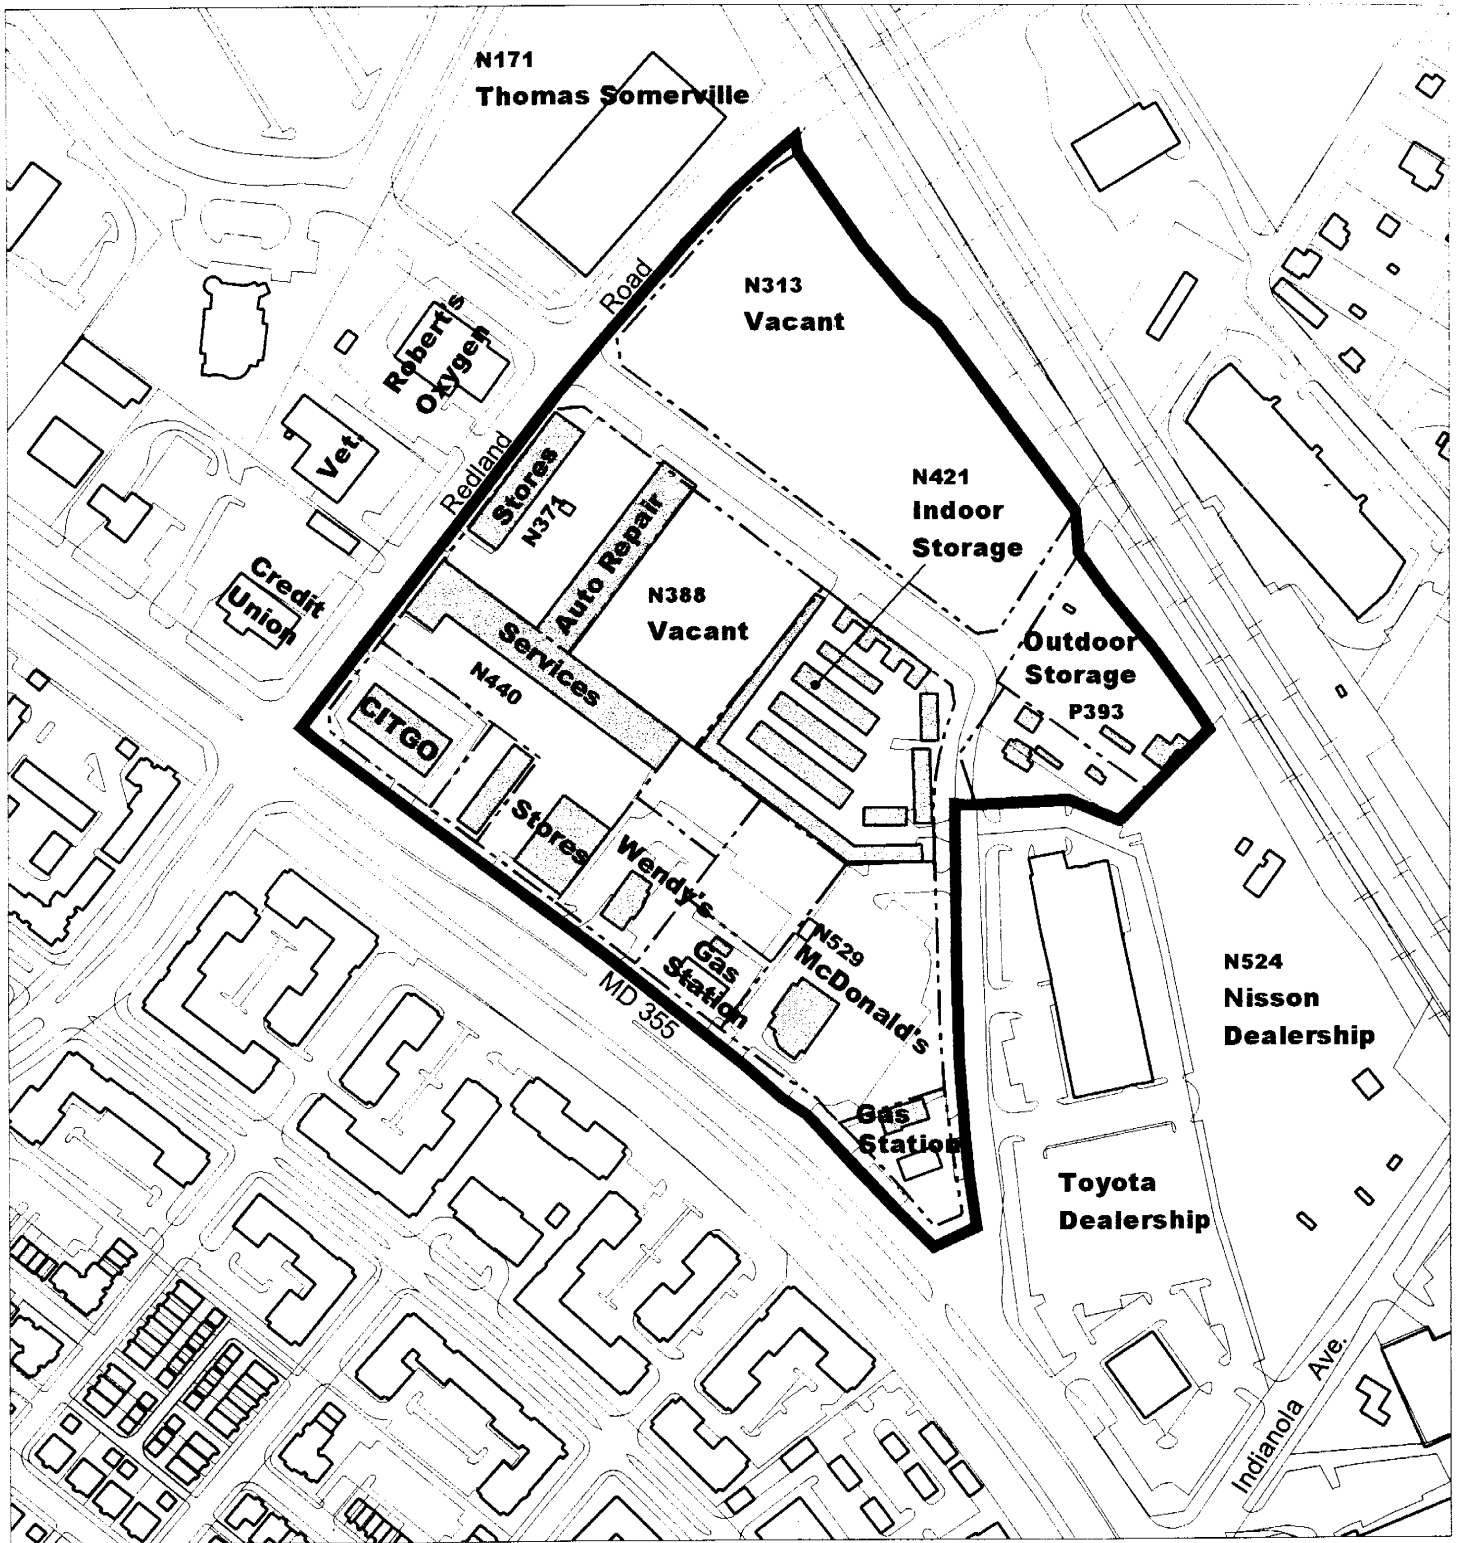 N171
Thomas Somerville
Road
N313
Vacant
Robert's
Oxygen
Redland
Vet.
Stores
N371
Auto Repair
N421
Indoor
Storage
Credit
Union
N388
Vacant
Services
N440
Outdoor
Storage
P393
CITGO
Stores
Wendy's
Gas
Station
N529
McDonald's
MD 355
N524
Nisson
Dealership
Gas
Station
Toyota
Dealership
Indianola Ave.